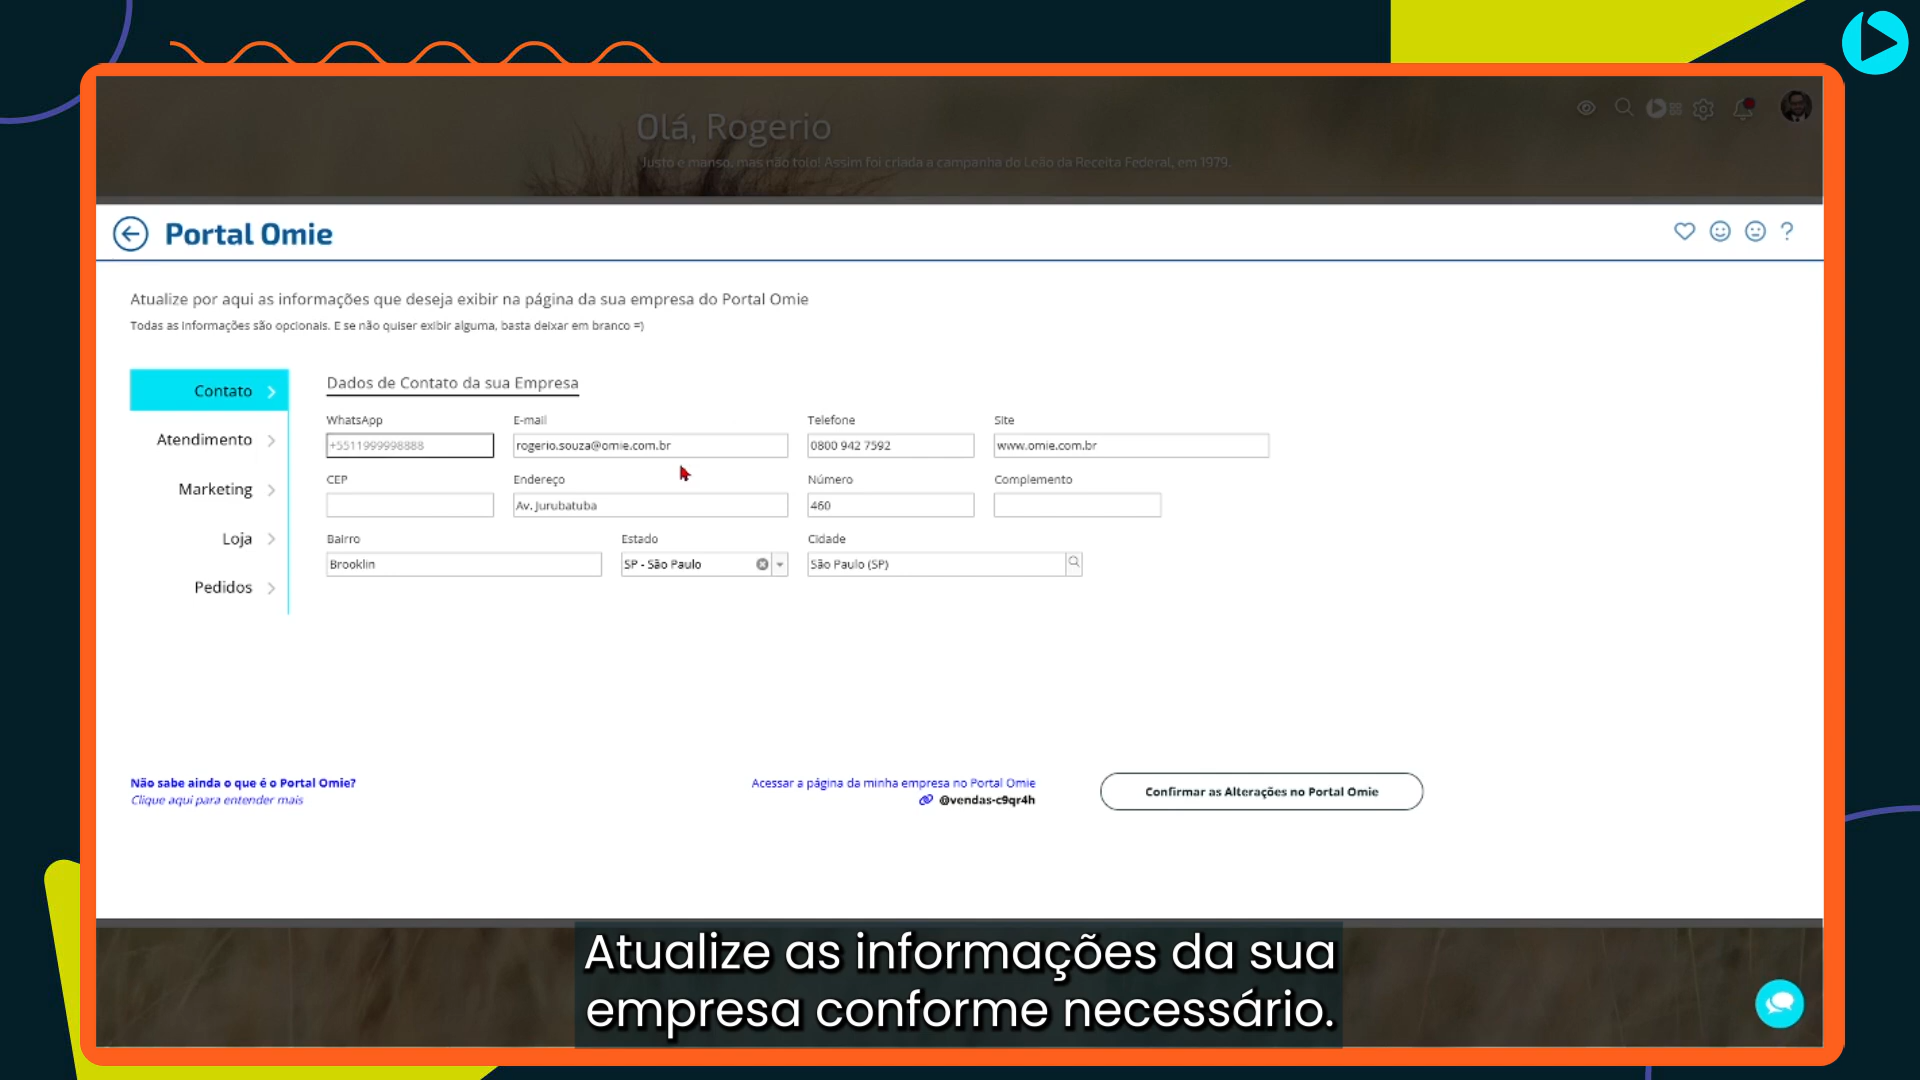 Olá, Rogerio
Justo e manso, mas não tolo! Assim foi criada a campanha do Leão da Receita Federal, em 1979.
Portal Omie
?
Atualize por aqui as informações que deseja exibir na página da sua empresa do Portal Omie
Todas as informações são opcionais. E se não quiser exibir alguma, basta deixar em branco =)
Contato
Atendimento
Marketing
Loja
Pedidos
Dados de Contato da sua Empresa
WhatsApp E-mail Telefone Site
+5511999998888 rogerio.souza@omie.com.br 0800 942 7592 www.omie.com.br
CEP Endereço Número Complemento
Av. Jurubatuba 460
Bairro Estado Cidade
Brooklin SP - São Paulo São Paulo (SP)
Não sabe ainda o que é o Portal Omie?
Clique aqui para entender mais
Acessar a página da minha empresa no Portal Omie
@vendas-c9qr4h
Confirmar as Alterações no Portal Omie
Atualize as informações da sua
empresa conforme necessário.